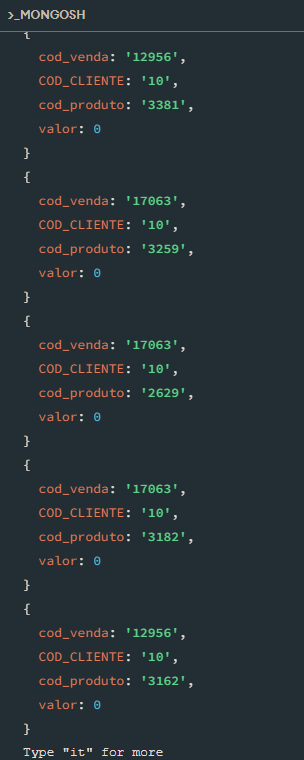 >_MONGOSH
{
cod_venda: '12956',
COD_CLIENTE: '10',
cod_produto: '3381',
valor: 0
}
{
cod_venda: '17063',
COD_CLIENTE: '10',
cod_produto: '3259',
valor: 0
}
{
cod_venda: '17063',
COD_CLIENTE: '10',
cod_produto: '2629',
valor: 0
}
{
cod_venda: '17063',
COD_CLIENTE: '10',
cod_produto: '3182',
valor: 0
}
{
cod_venda: '12956',
COD_CLIENTE: '10',
cod_produto: '3162',
valor: 0
}
Type "it" for more